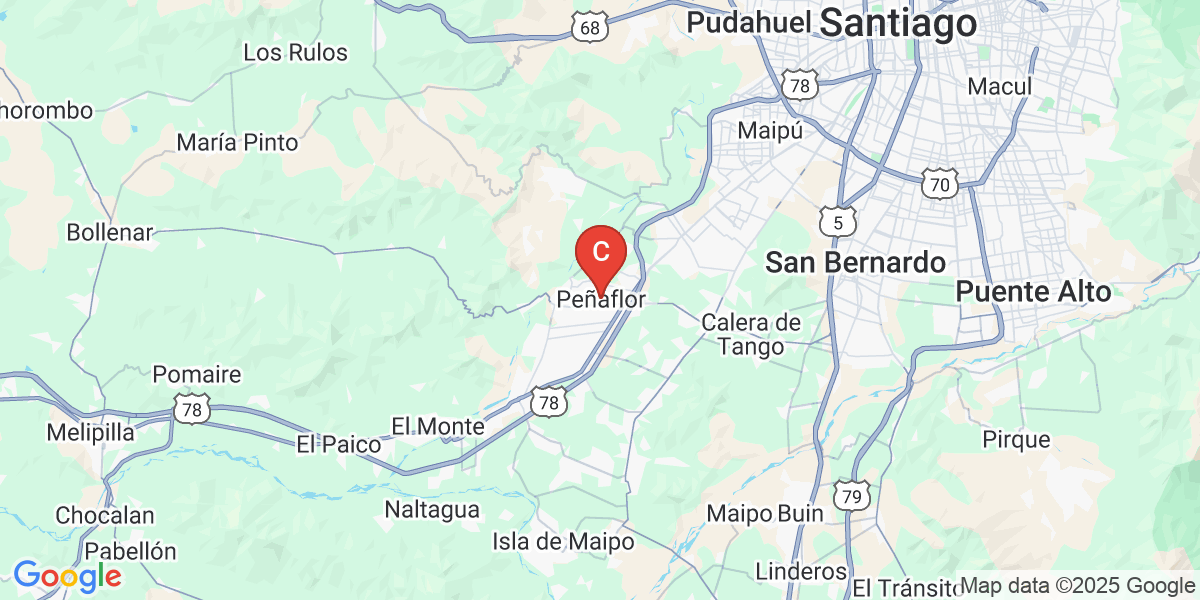 68
Pudahuel
Santiago
Los Rulos
78
Macul
horombo
María Pinto
Maipú
70
5
Bollenar
C
San Bernardo
Peñaflor
Puente Alto
Calera de
Tango
Pomaire
78
78
Melipilla
El Monte
El Paico
Pirque
79
Chocalan
Naltagua
Maipo
Buin
Pabellón
Isla de Maipo
Linderos
El Tránsito
Google
Map data ©2025 Google